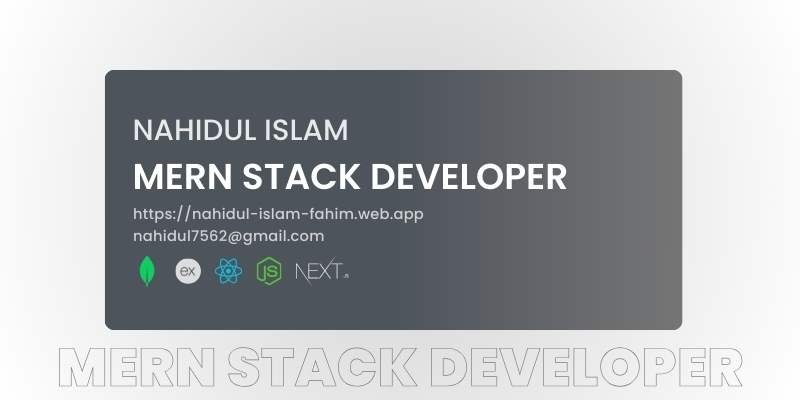 NAHIDUL ISLAM
MERN STACK DEVELOPER
https://nahidul-islam-fahim.web.app
nahidul7562@gmail.com
ex JS NEXT.JS
MERN STACK DEVELOPER